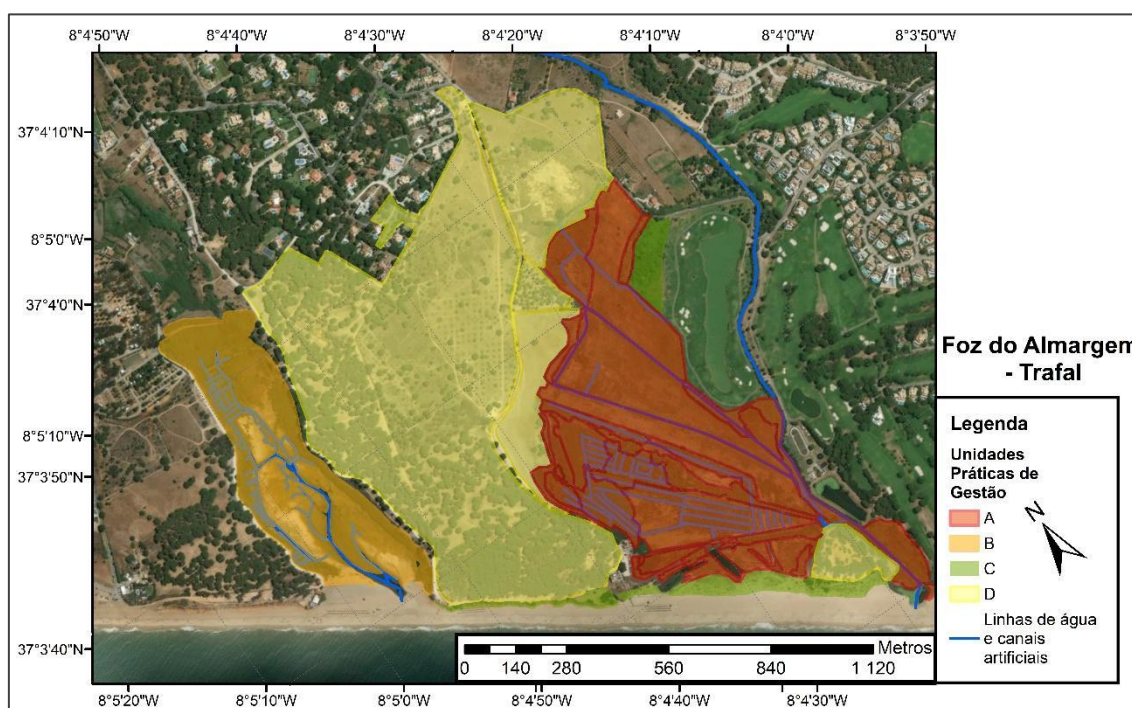 8°4'50"W 8°4'40"W 8°4'30"W 8°4'20"W 8°4'10"W 8°4'0"W 8°3'50"W
37°4'10"N
8°5'0"W
37°4'0"N
8°5'10"W
37°3'50"N
37°3'40"N
Foz do Almargem
- Trafal
Legenda
Unidades
Práticas de
Gestão
A
B
C
D
Linhas de água
e canais
artificiais
N
Metros
0 140 280 560 840 1 120
8°5'20"W 8°5'10"W 8°5'0"W 8°4'50"W 8°4'40"W 8°4'30"W